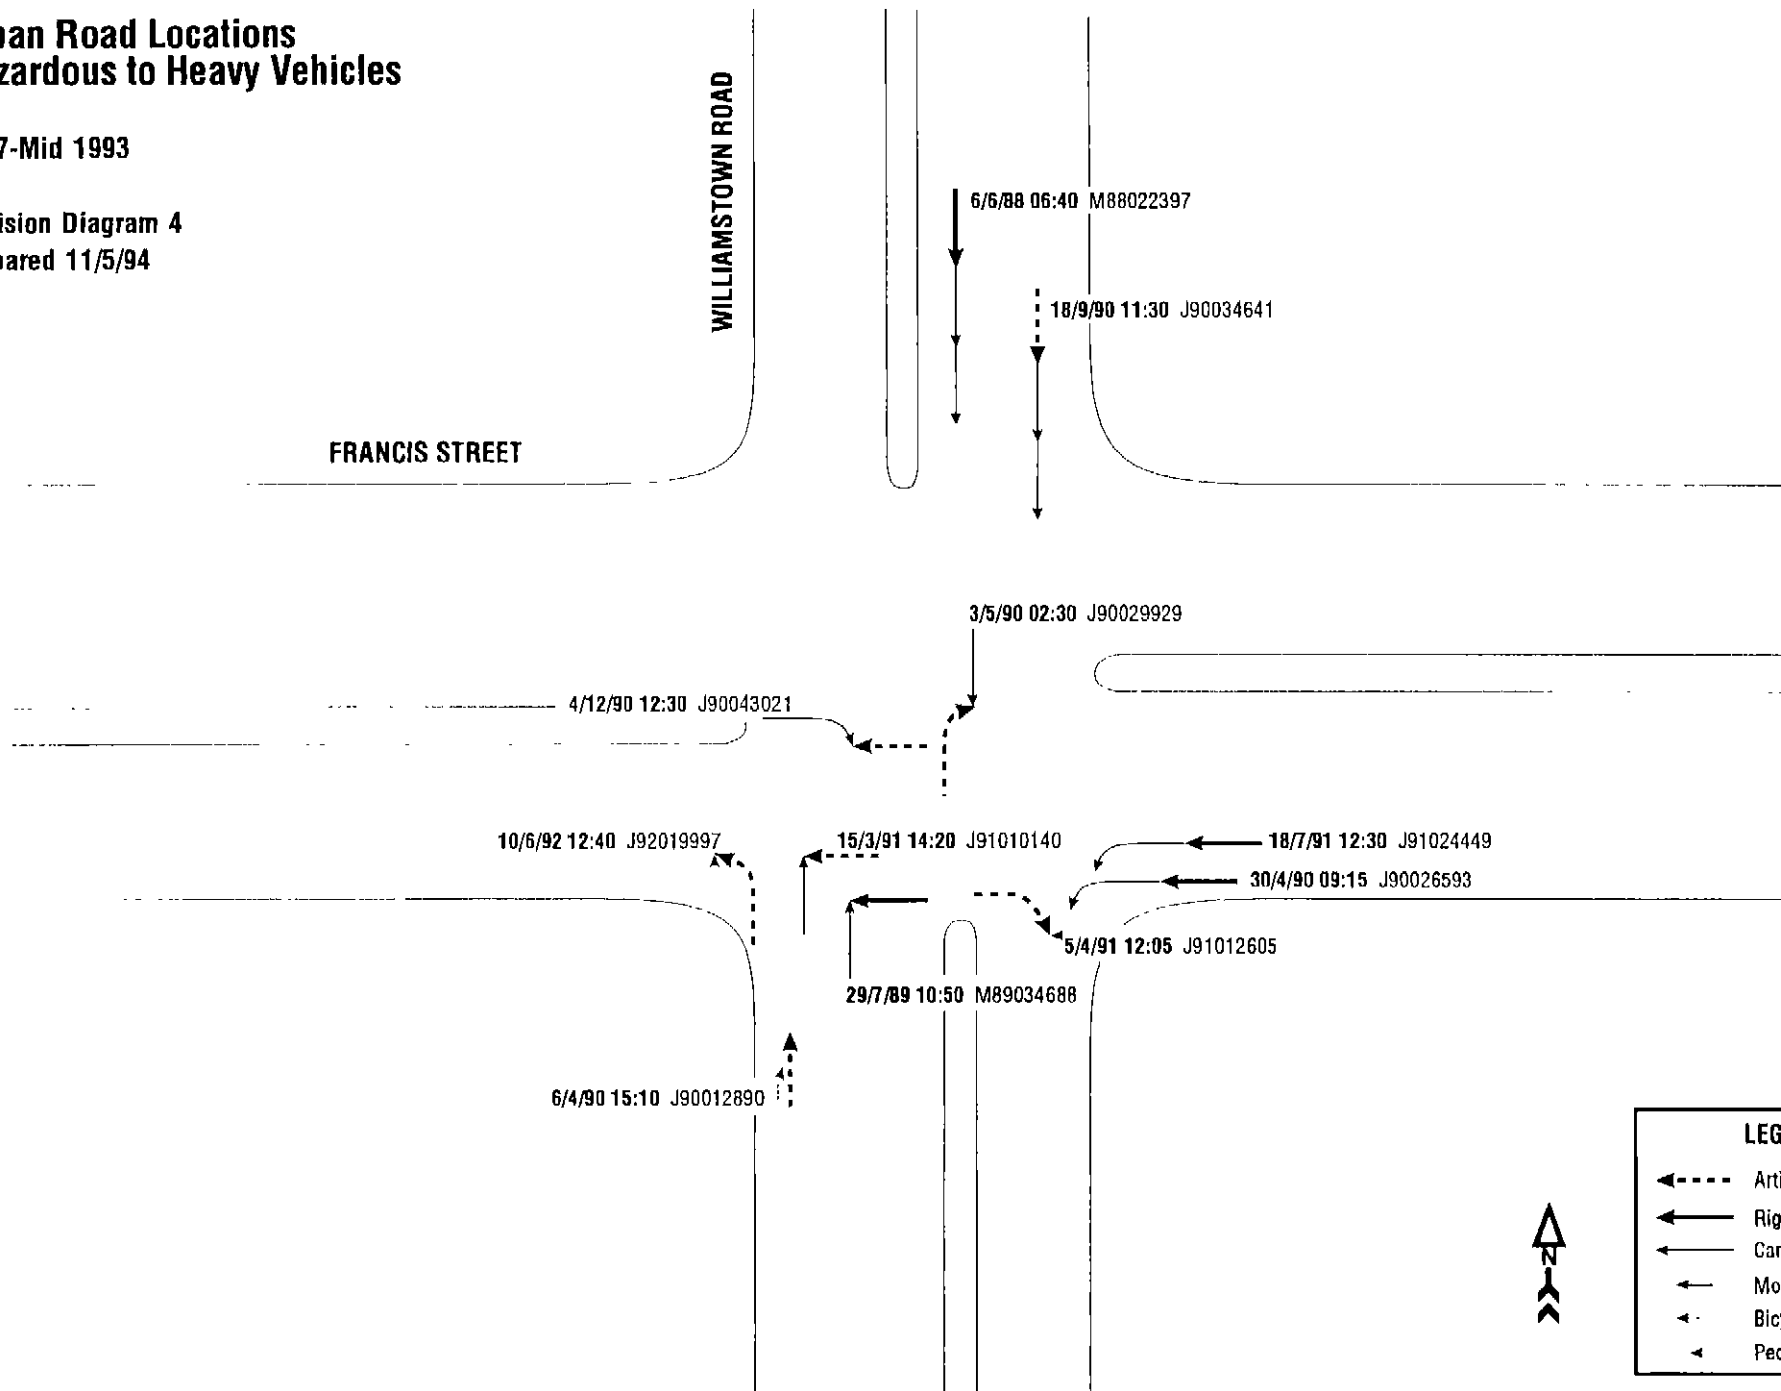 ban Road Locations
zardous to Heavy Vehicles
7-Mid 1993
ision Diagram 4
pared 11/5/94
WILLIAMSTOWN ROAD
6/6/88 06:40 M88022397
18/9/90 11:30 J90034641
FRANCIS STREET
3/5/90 02:30 J90029929
4/12/90 12:30 J90043021
10/6/92 12:40 J92019997
15/3/91 14:20 J91010140
18/7/91 12:30 J91024449
30/4/90 09:15 J90026593
5/4/91 12:05 J91012605
29/7/89 10:50 M89034688
6/4/90 15:10 J90012890
N
LEG
Arti
Rig
Car
Mo
Bic
Ped